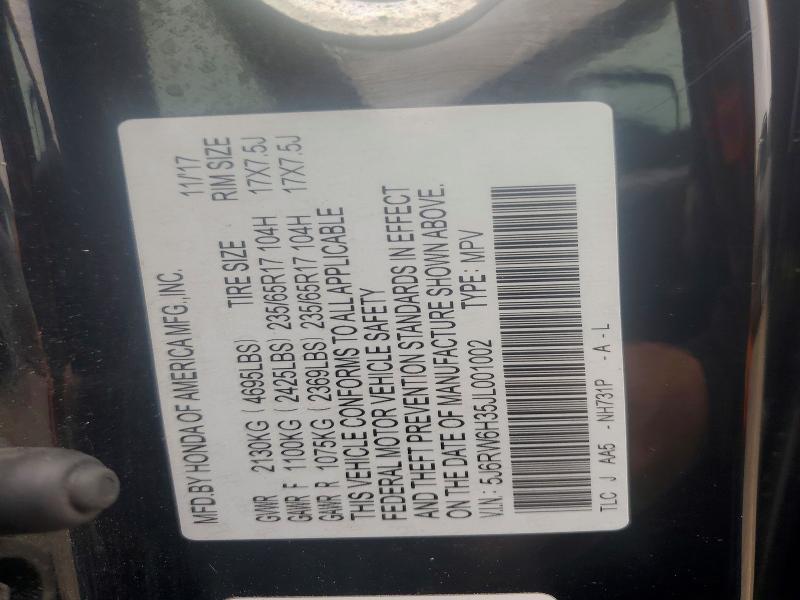 MFD.BY HONDA OF AMERICA MFG.,INC. 11/17
TIRE SIZE RIM SIZE
GVWR 2130KG ( 4695LBS)
GAWR F 1100KG ( 2425LBS) 235/65R17 104H 17X7.5J
GAWR R 1075KG ( 2369LBS) 235/65R17 104H 17X7.5J
THIS VEHICLE CONFORMS TO ALL APPLICABLE
FEDERAL MOTOR VEHICLE SAFETY
AND THEFT PREVENTION STANDARDS IN EFFECT
ON THE DATE OF MANUFACTURE SHOWN ABOVE.
V.I.N.: 5J6RW6H35JL001002 TYPE: MPV
TLC J AA5 -NH731P -A-L